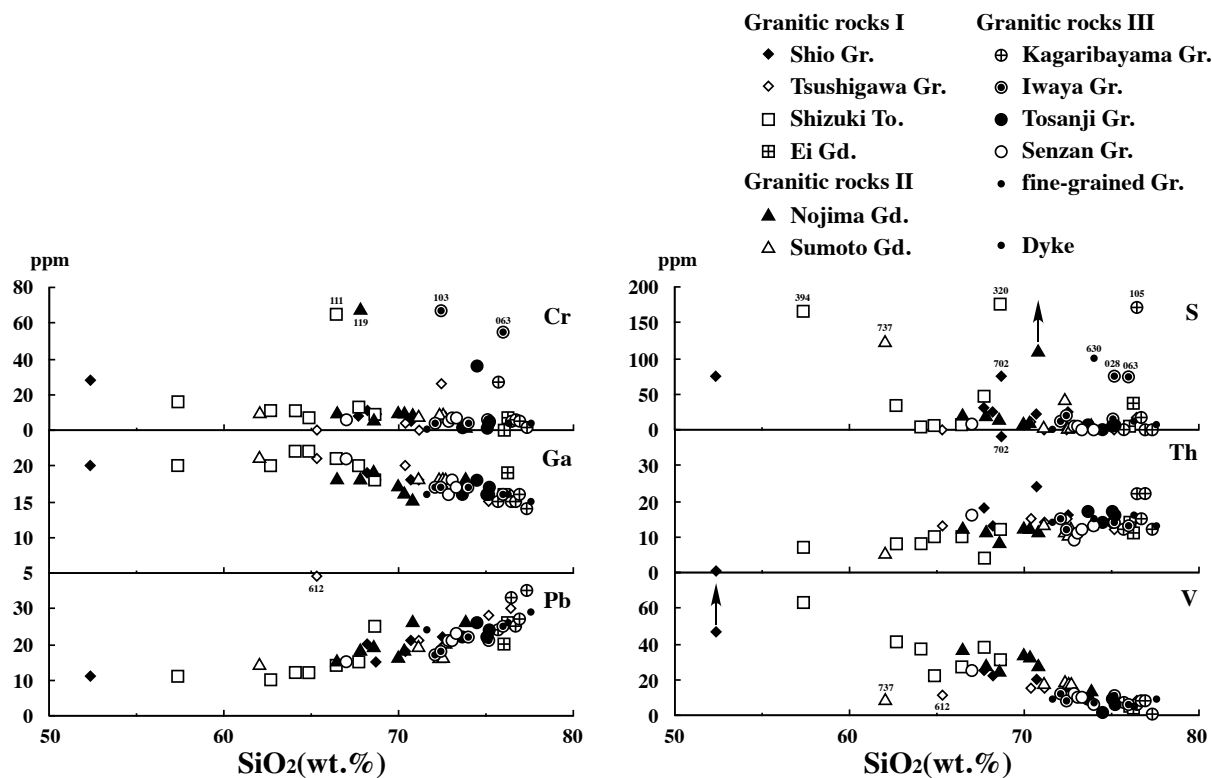 Granitic rocks I
Shio Gr.
Tsushigawa Gr.
Shizuki To.
Ei Gd.
Granitic rocks II
Nojima Gd.
Sumoto Gd.
Granitic rocks III
Kagaribayama Gr.
Iwaya Gr.
Tosanji Gr.
Senzan Gr.
fine-grained Gr.
Dyke
ppm
80
60
40
20
0
Cr
111
119
103
063
20
15
10
5
Ga
612
30
20
10
0
Pb
50
60
70
80
SiO2(wt.%)
ppm
200
150
100
50
0
S
394
737
320
702
630
028
063
105
30
20
10
0
Th
702
60
40
20
0
V
737
612
50
60
70
80
SiO2(wt.%)